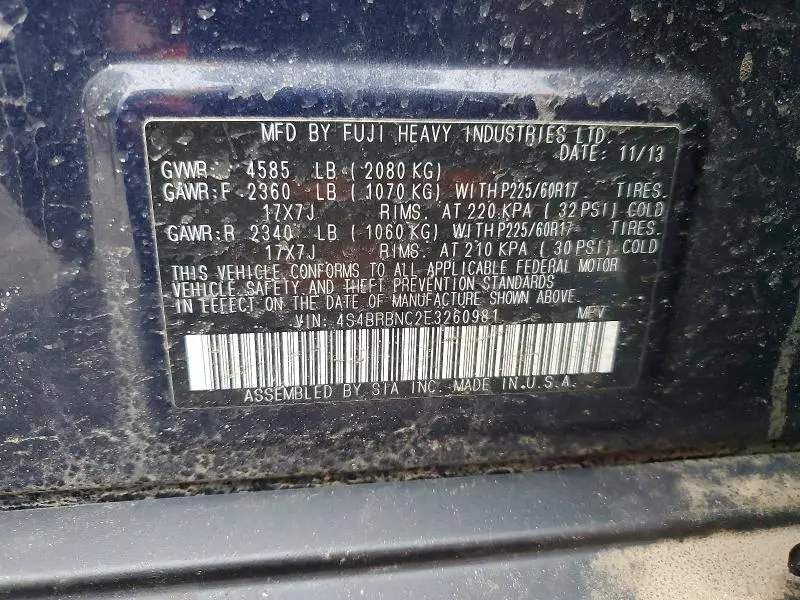 MFD BY FUJI HEAVY INDUSTRIES LTD.
DATE: 11/13
GVWR: 4585 LB (2080 KG)
GAWR:F 2360 LB (1070 KG) WITH P225/60R17 TIRES.
17X7J RIMS. AT 220 KPA (32 PSI) COLD
GAWR:R 2340 LB (1060 KG) WITH P225/60R17 TIRES.
17X7J RIMS. AT 210 KPA (30 PSI) COLD
THIS VEHICLE CONFORMS TO ALL APPLICABLE FEDERAL MOTOR
VEHICLE SAFETY AND THEFT PREVENTION STANDARDS
IN EFFECT ON THE DATE OF MANUFACTURE SHOWN ABOVE.
VIN: 4S4BRBNC2E3260981 MPV
ASSEMBLED BY SIA INC. MADE IN U.S.A.